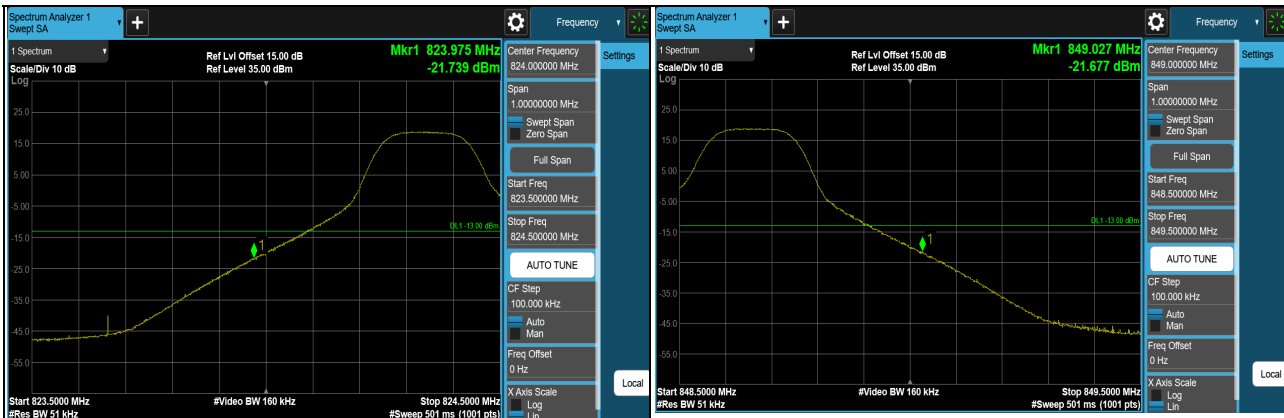 Spectrum Analyzer 1
Swept SA
+
Frequency
1 Spectrum
Scale/Div 10 dB
Log
Ref Lvl Offset 15.00 dB
Ref Level 35.00 dBm
Mkr1 823.975 MHz
-21.739 dBm
25.0
15.0
5.00
-5.00
-15.0
-25.0
-35.0
-45.0
-55.0
DL1 -13.00 dBm
1
Start 823.5000 MHz
#Res BW 51 kHz
#Video BW 160 kHz
Stop 824.5000 MHz
#Sweep 501 ms (1001 pts)
Center Frequency
824.000000 MHz
Settings
Span
1.00000000 MHz
Swept Span
Zero Span
Full Span
Start Freq
823.500000 MHz
Stop Freq
824.500000 MHz
AUTO TUNE
CF Step
100.000 kHz
Auto
Man
Freq Offset
0 Hz
Local
X Axis Scale
Log
Lin
Spectrum Analyzer 1
Swept SA
+
Frequency
1 Spectrum
Scale/Div 10 dB
Log
Ref Lvl Offset 15.00 dB
Ref Level 35.00 dBm
Mkr1 849.027 MHz
-21.677 dBm
25.0
15.0
5.00
-5.00
-15.0
-25.0
-35.0
-45.0
-55.0
DL1 -13.00 dBm
1
Start 848.5000 MHz
#Res BW 51 kHz
#Video BW 160 kHz
Stop 849.5000 MHz
#Sweep 501 ms (1001 pts)
Center Frequency
849.000000 MHz
Settings
Span
1.00000000 MHz
Swept Span
Zero Span
Full Span
Start Freq
848.500000 MHz
Stop Freq
849.500000 MHz
AUTO TUNE
CF Step
100.000 kHz
Auto
Man
Freq Offset
0 Hz
Local
X Axis Scale
Log
Lin